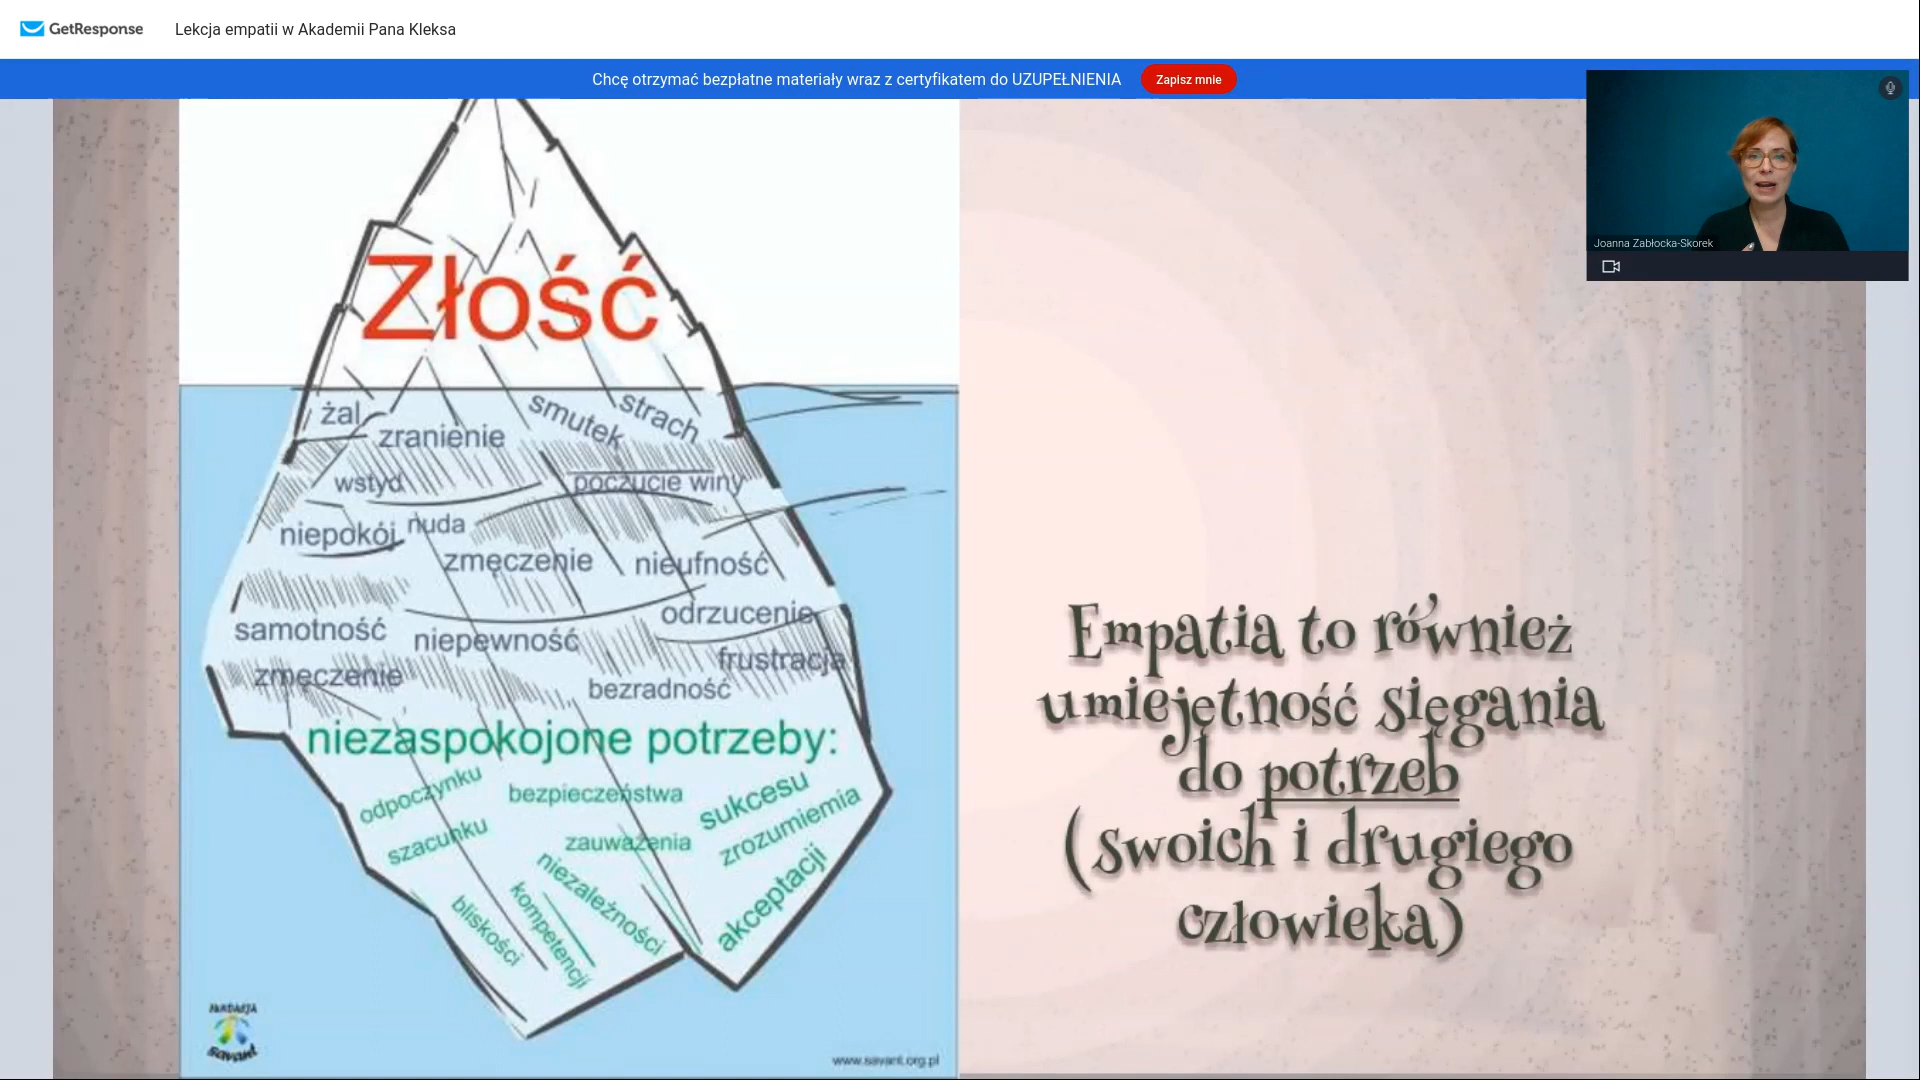 GetResponse
Lekcja empatii w Akademii Pana Kleksa
Chcę otrzymać bezpłatne materiały wraz z certyfikatem do UZUPEŁNIENIA
Zapisz mnie
Joanna Zabłocka-Skorek
Złość
żal
smutek
strach
zranienie
wstyd
poczucie winy
niepokój
nuda
zmęczenie
nieufność
samotność
niepewność
odrzucenie
zmęczenie
bezradność
frustracja
niezaspokojone potrzeby:
odpoczynku
bezpieczeństwa
sukcesu
szacunku
zauważenia
zrozumienia
bliskości
kompetencji
niezależności
akceptacji
FUNDACJA
savant
www.savant.org.pl
Empatia to również
umiejętność sięgania
do potrzeb
(swoich i drugiego
człowieka)